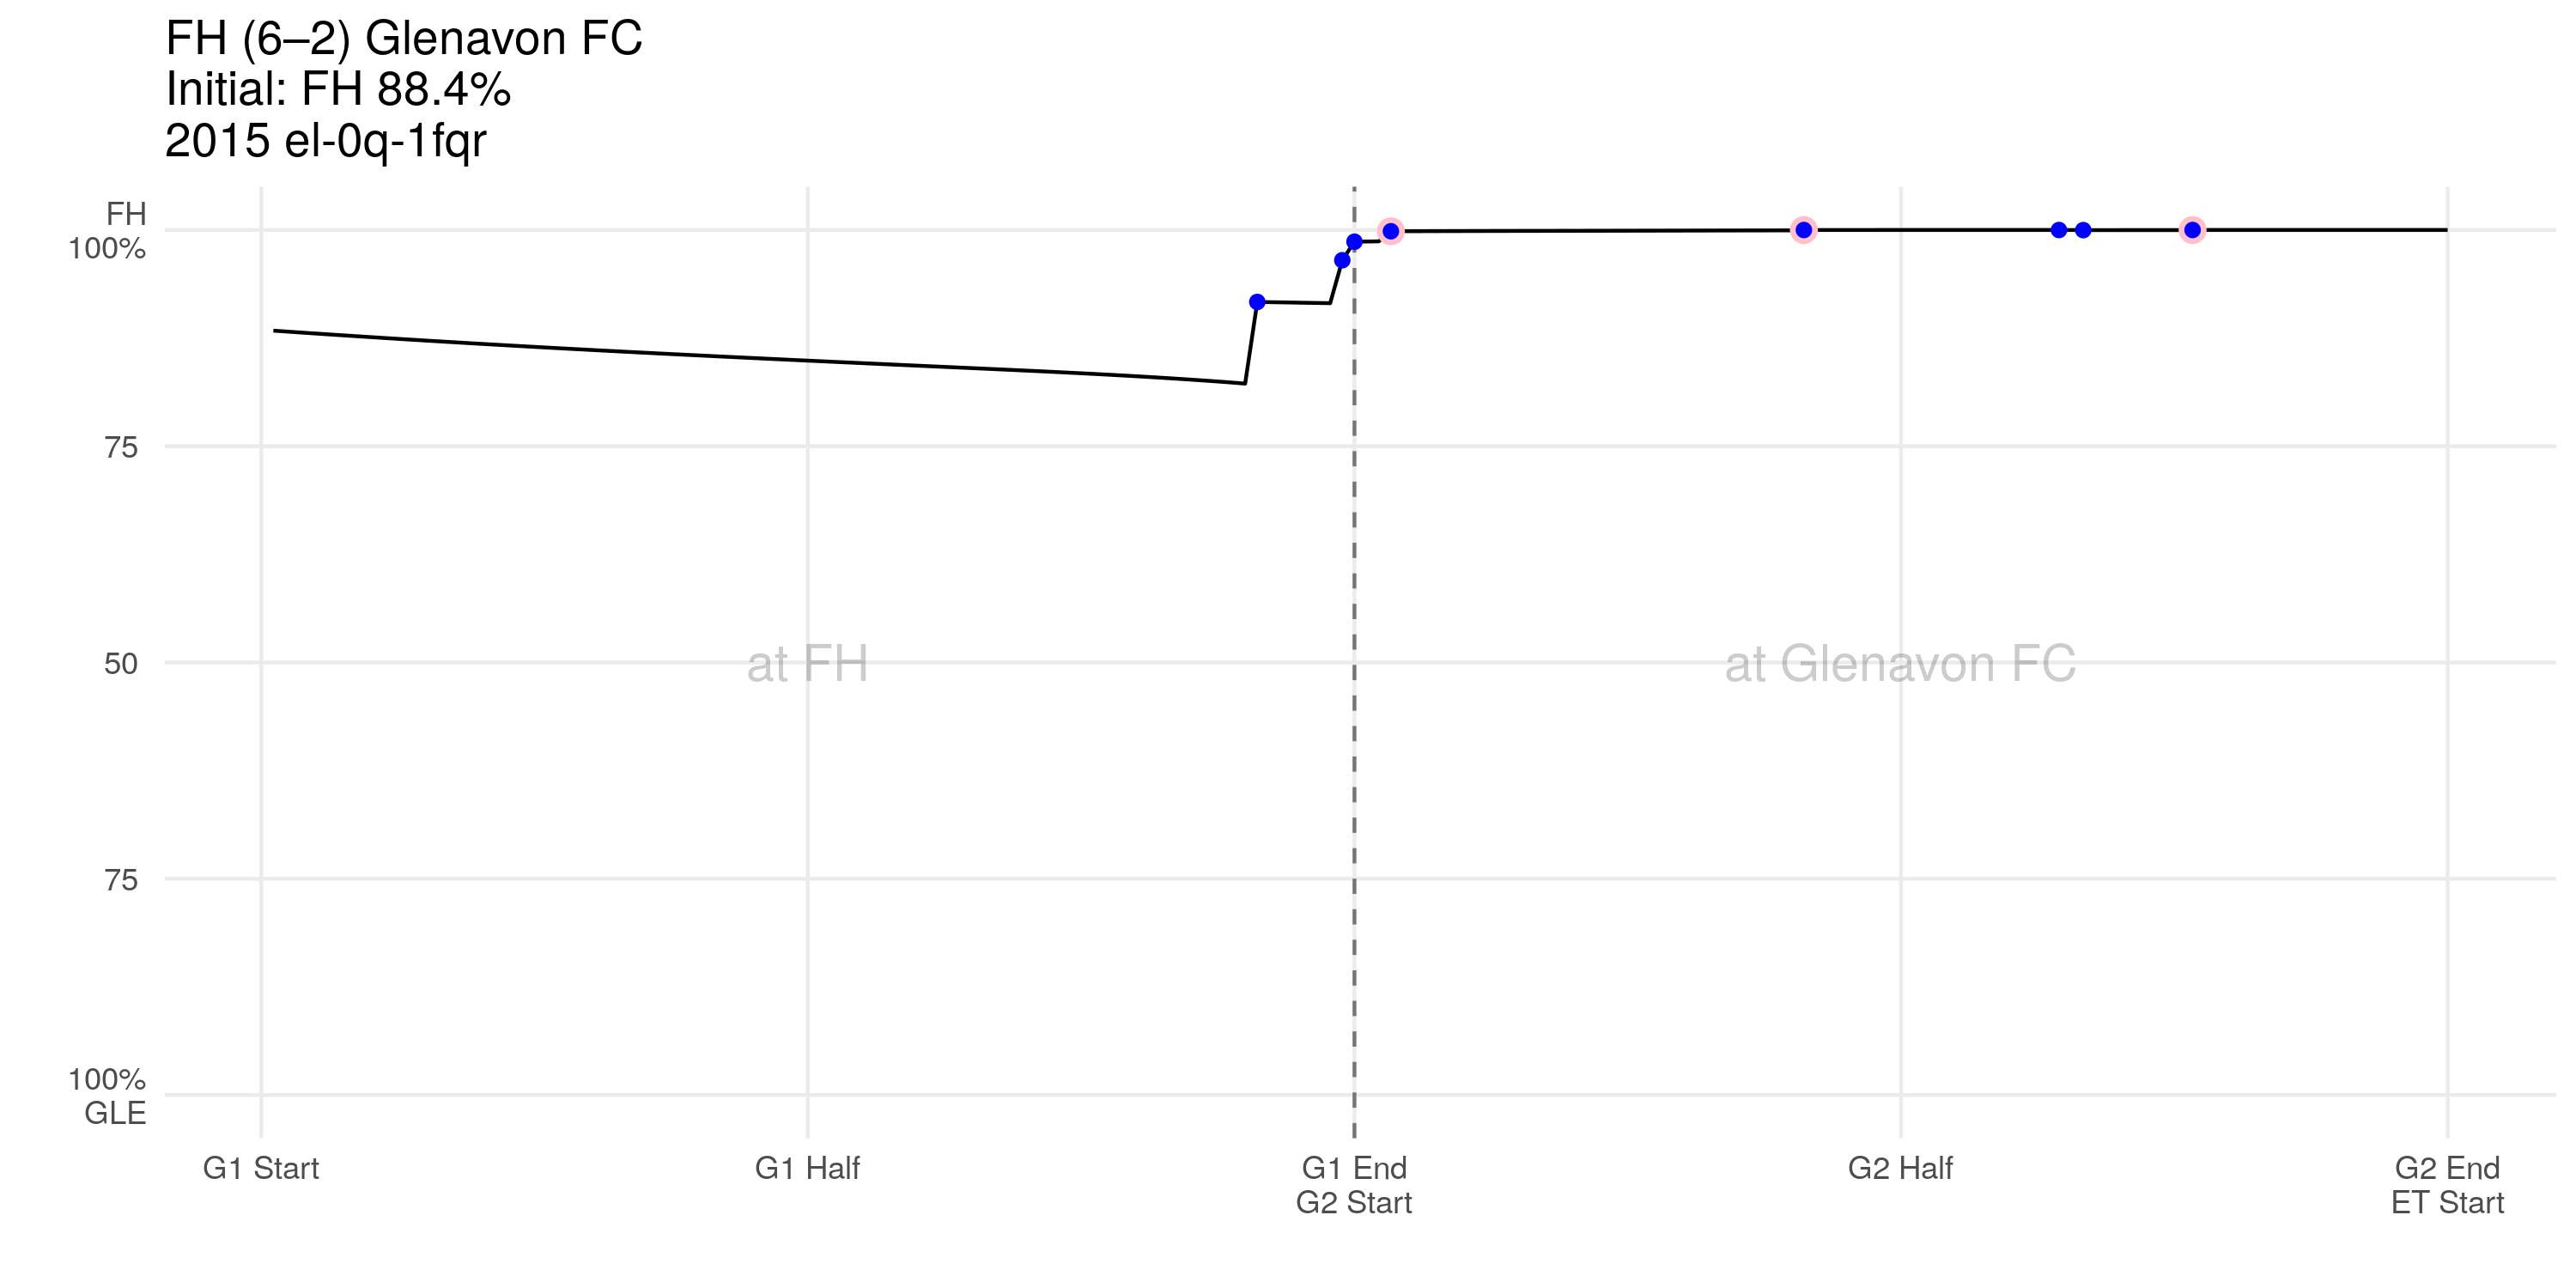 FH (6–2) Glenavon FC
Initial: FH 88.4%
2015 el-0q-1fqr
FH
100%
75
50
75
100%
GLE
at FH
at Glenavon FC
G1 Start
G1 Half
G1 End
G2 Start
G2 Half
G2 End
ET Start